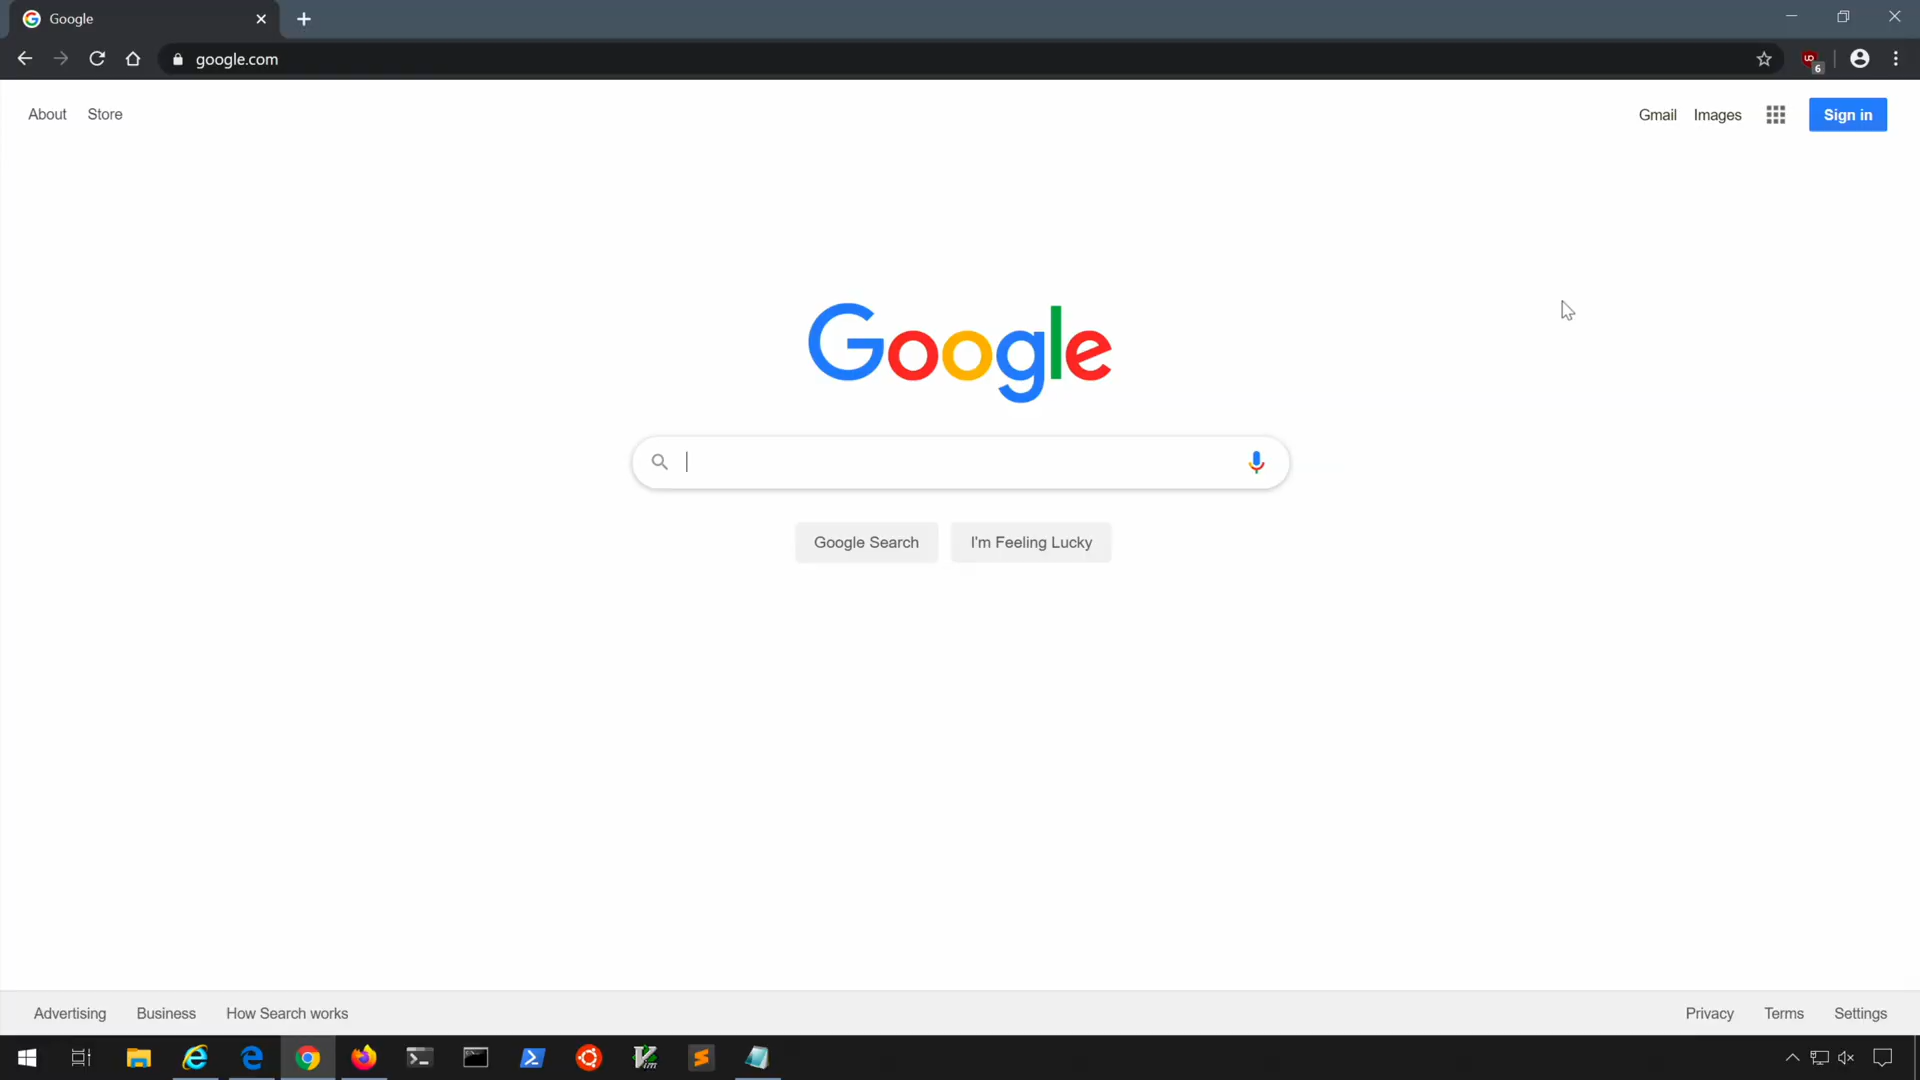 Google
google.com
6
About Store
Gmail Images Sign in
Google
Google Search I'm Feeling Lucky
Advertising Business How Search works
Privacy Terms Settings